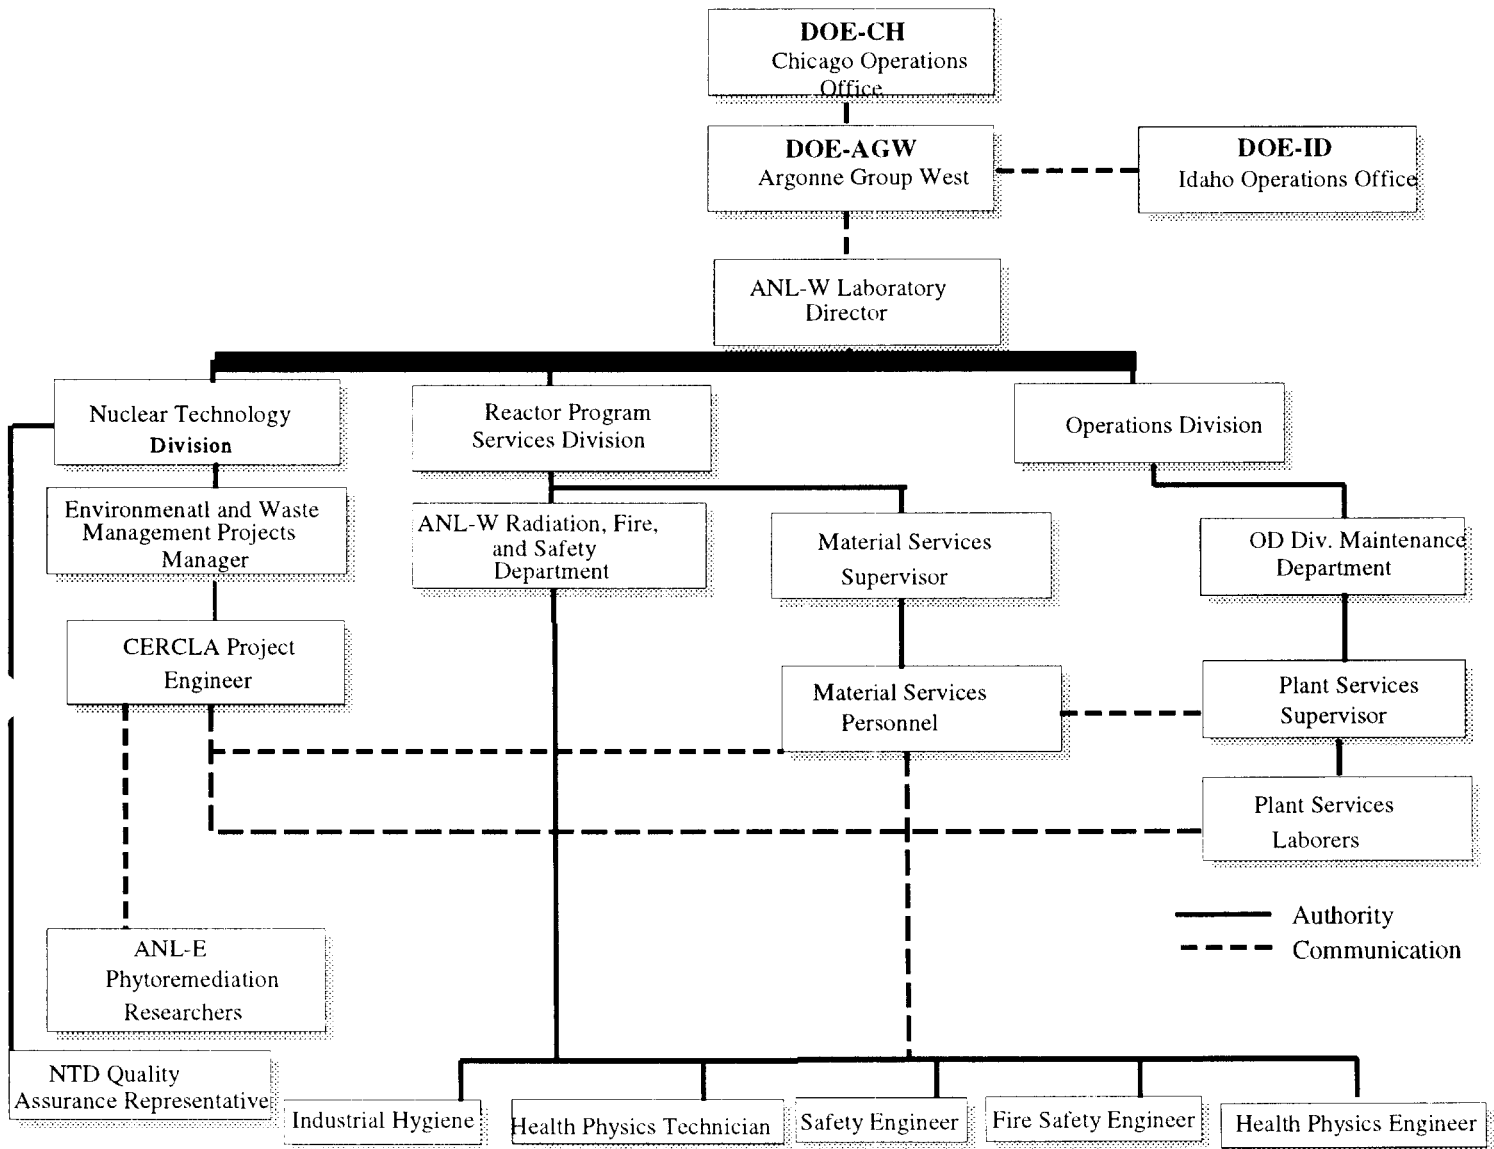 DOE-CH
Chicago Operations
Office
DOE-AGW
Argonne Group West
DOE-ID
Idaho Operations Office
ANL-W Laboratory
Director
Nuclear Technology
Division
Reactor Program
Services Division
Operations Division
Environmenatl and Waste
Management Projects
Manager
ANL-W Radiation, Fire,
and Safety
Department
Material Services
Supervisor
OD Div. Maintenance
Department
CERCLA Project
Engineer
Material Services
Personnel
Plant Services
Supervisor
Plant Services
Laborers
Authority
Communication
ANL-E
Phytoremediation
Researchers
NTD Quality
Assurance Representative
Industrial Hygiene
Health Physics Technician
Safety Engineer
Fire Safety Engineer
Health Physics Engineer